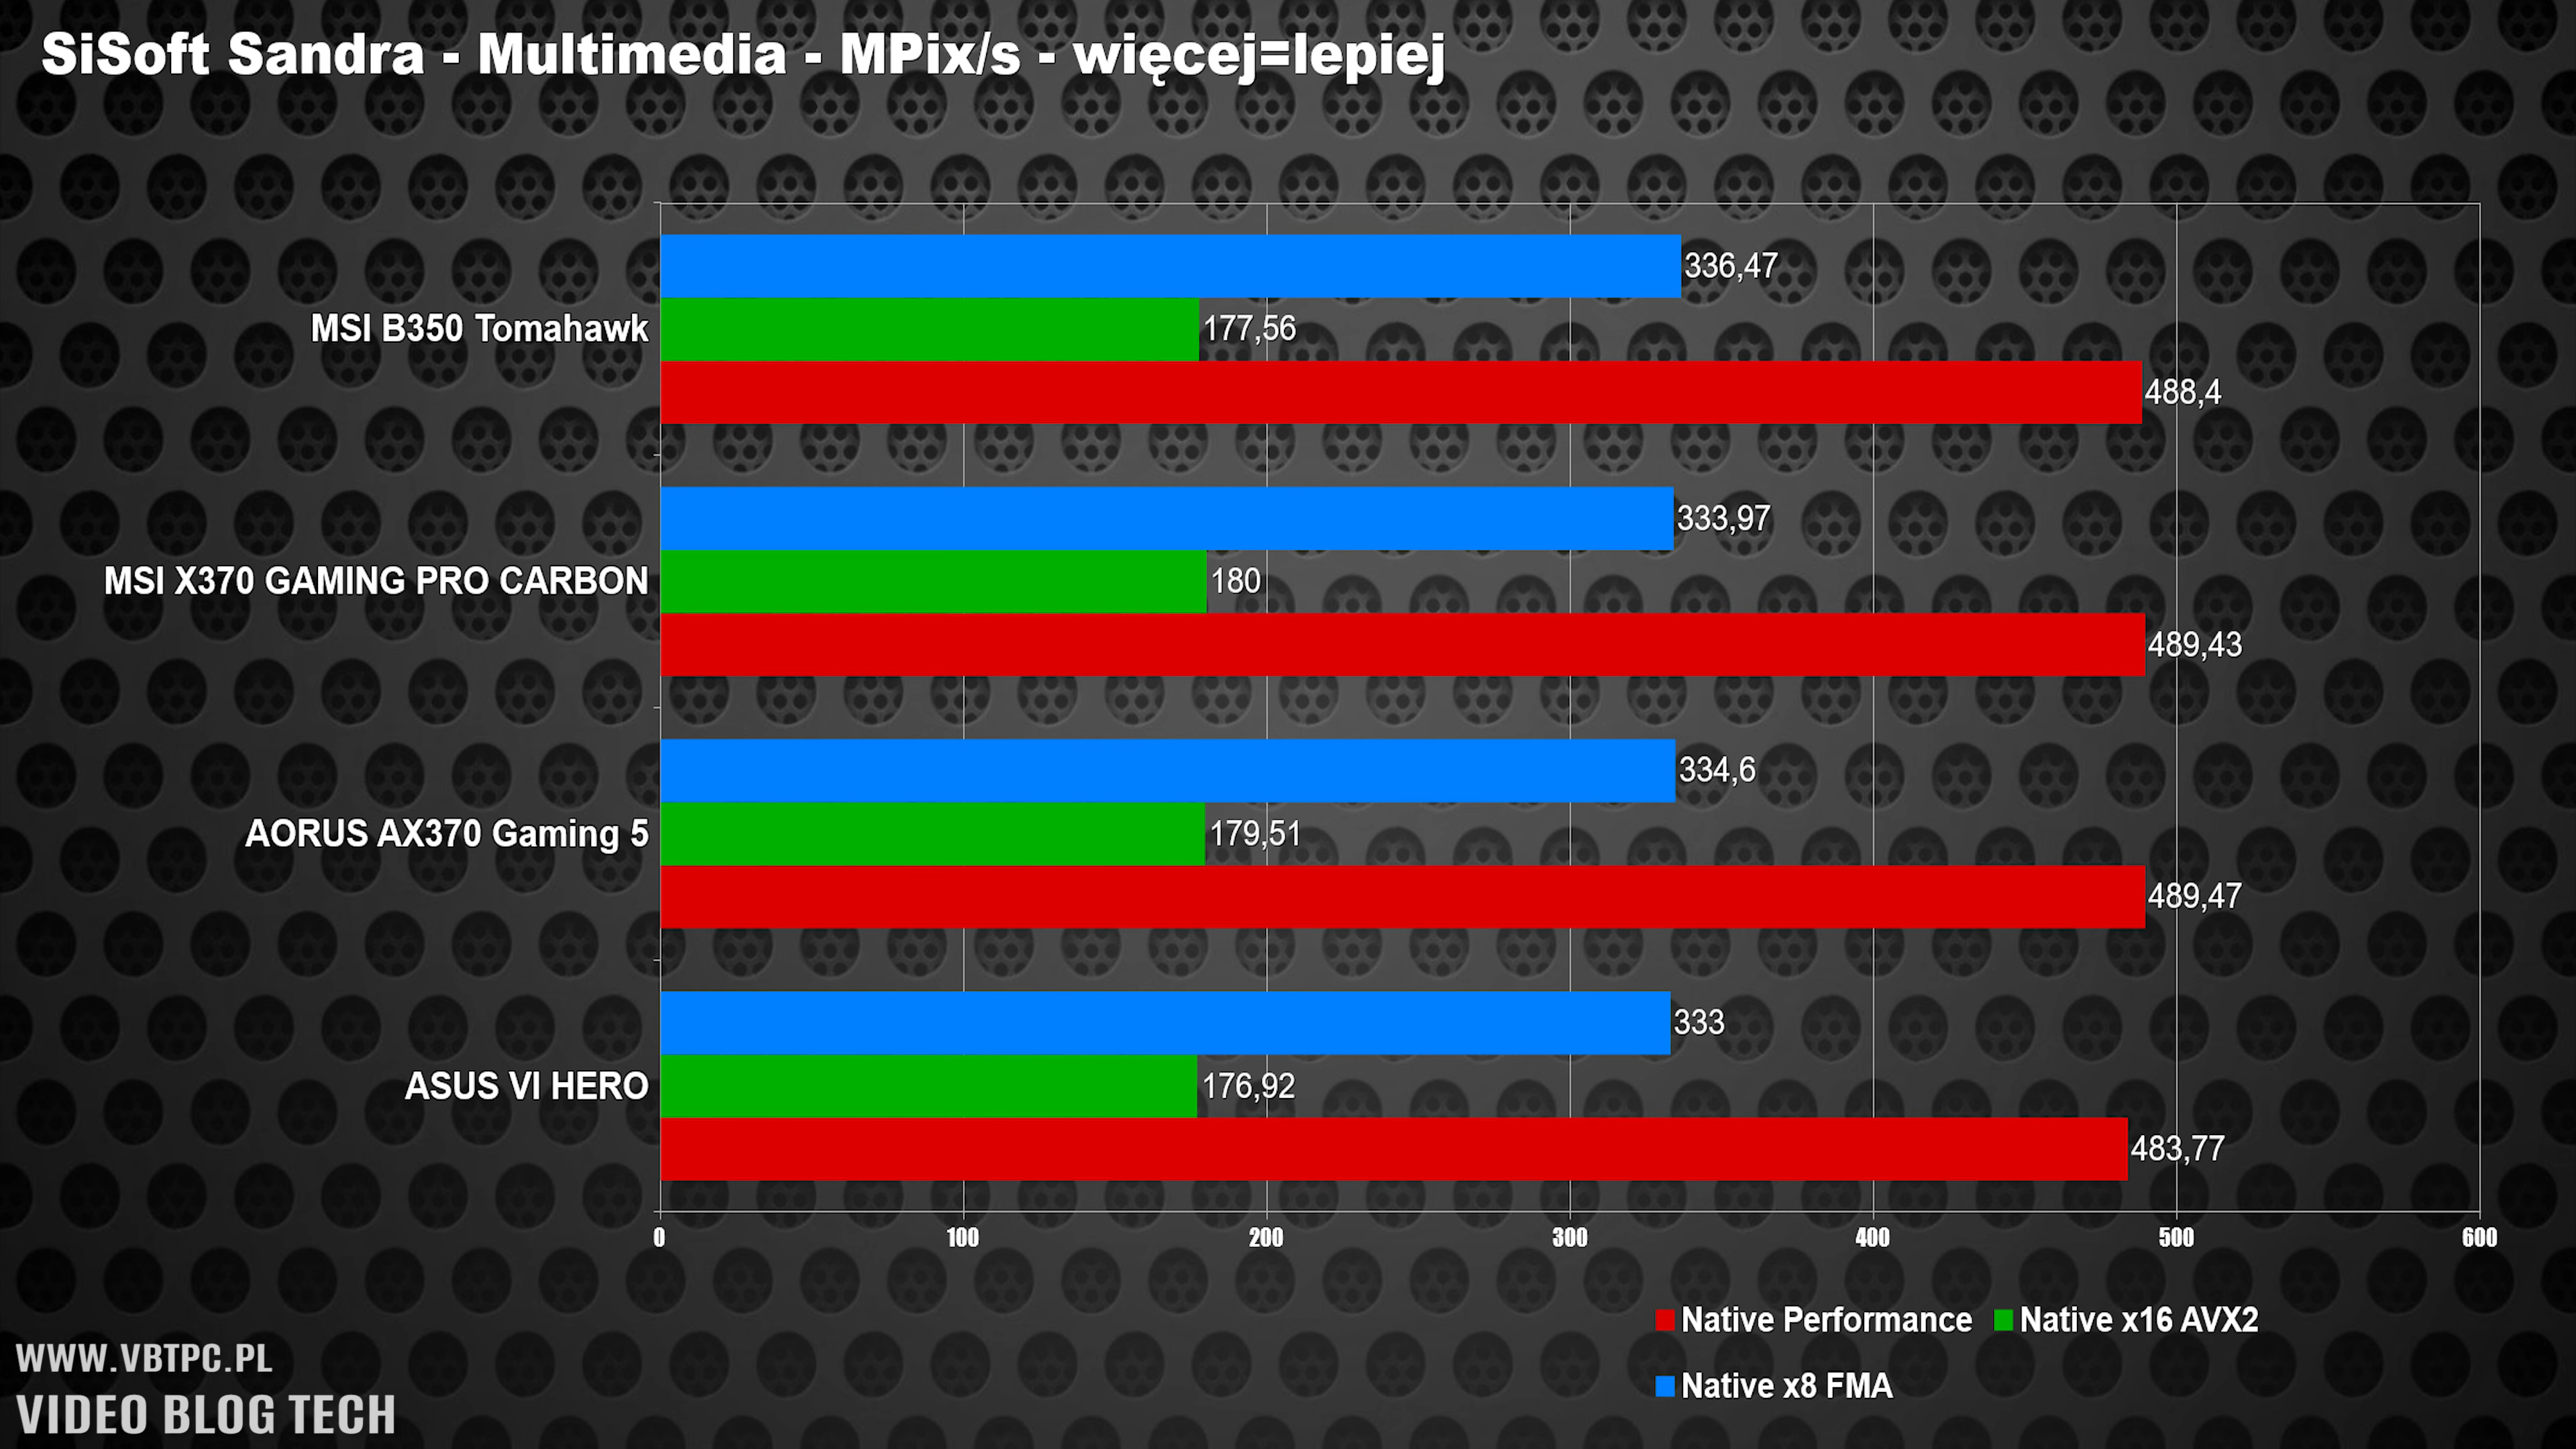 SiSoft Sandra - Multimedia - MPix/s - więcej=lepiej
336,47
MSI B350 Tomahawk
177,56
488,4
333,97
MSI X370 GAMING PRO CARBON
180
489,43
334,6
AORUS AX370 Gaming 5
179,51
489,47
333
ASUS VI HERO
176,92
483,77
0 100 200 300 400 500 600
Native Performance Native x16 AVX2
Native x8 FMA
WWW.VBTPC.PL
VIDEO BLOG TECH